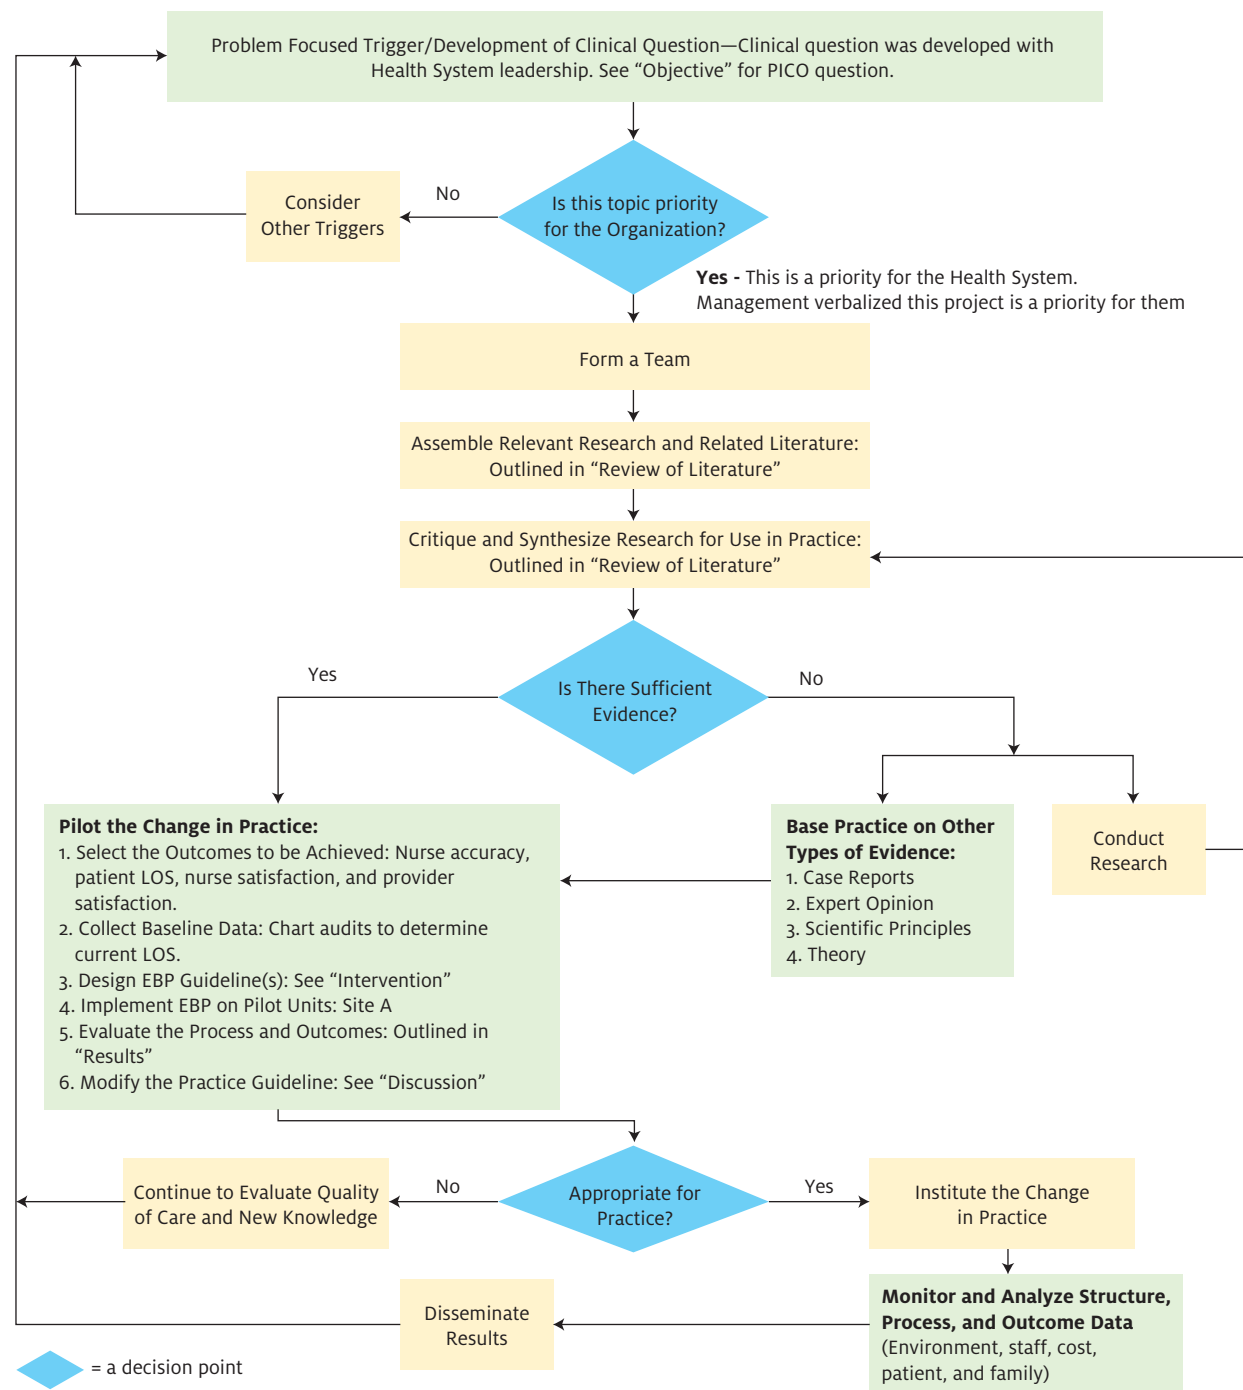 Problem Focused Trigger/Development of Clinical Question—Clinical question was developed with
Health System leadership. See “Objective” for PICO question.
Is this topic priority
for the Organization?
No
Consider
Other Triggers
Yes - This is a priority for the Health System.
Management verbalized this project is a priority for them
Form a Team
Assemble Relevant Research and Related Literature:
Outlined in “Review of Literature”
Critique and Synthesize Research for Use in Practice:
Outlined in “Review of Literature”
Is There Sufficient
Evidence?
Yes
No
Pilot the Change in Practice:
1. Select the Outcomes to be Achieved: Nurse accuracy,
patient LOS, nurse satisfaction, and provider
satisfaction.
2. Collect Baseline Data: Chart audits to determine
current LOS.
3. Design EBP Guideline(s): See “Intervention”
4. Implement EBP on Pilot Units: Site A
5. Evaluate the Process and Outcomes: Outlined in
“Results”
6. Modify the Practice Guideline: See “Discussion”
Base Practice on Other
Types of Evidence:
1. Case Reports
2. Expert Opinion
3. Scientific Principles
4. Theory
Conduct
Research
Appropriate for
Practice?
No
Yes
Continue to Evaluate Quality
of Care and New Knowledge
Institute the Change
in Practice
Monitor and Analyze Structure,
Process, and Outcome Data
(Environment, staff, cost,
patient, and family)
Disseminate
Results
= a decision point